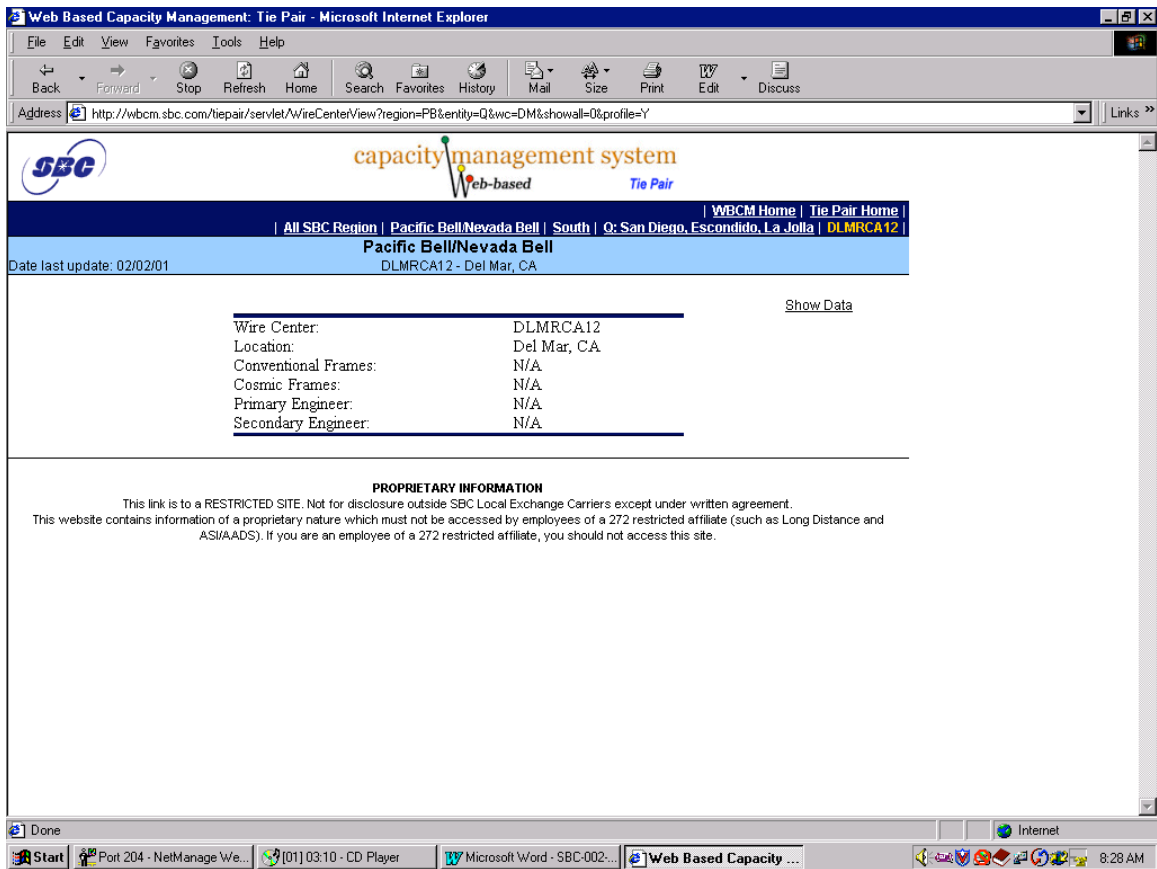 Web Based Capacity Management: Tie Pair - Microsoft Internet Explorer
File Edit View Favorites Tools Help
Back Forward Stop Refresh Home Search Favorites History Mail Size Print Edit Discuss
Address http://wbcm.sbc.com/tiepair/servlet/WireCenterView?region=PB&entity=Q&wc=DM&showall=0&profile=Y Links »
SBC
capacity management system
Web-based Tie Pair
| WBCM Home | Tie Pair Home |
| All SBC Region | Pacific Bell/Nevada Bell | South | Q: San Diego, Escondido, La Jolla | DLMRCA12 |
Pacific Bell/Nevada Bell
Date last update: 02/02/01 DLMRCA12 - Del Mar, CA
Show Data
Wire Center: DLMRCA12
Location: Del Mar, CA
Conventional Frames: N/A
Cosmic Frames: N/A
Primary Engineer: N/A
Secondary Engineer: N/A
PROPRIETARY INFORMATION
This link is to a RESTRICTED SITE. Not for disclosure outside SBC Local Exchange Carriers except under written agreement.
This website contains information of a proprietary nature which must not be accessed by employees of a 272 restricted affiliate (such as Long Distance and
ASI/AADS). If you are an employee of a 272 restricted affiliate, you should not access this site.
Done Internet
Start Port 204 - NetManage We... [01] 03:10 - CD Player Microsoft Word - SBC-002-... Web Based Capacity ... 8:28 AM